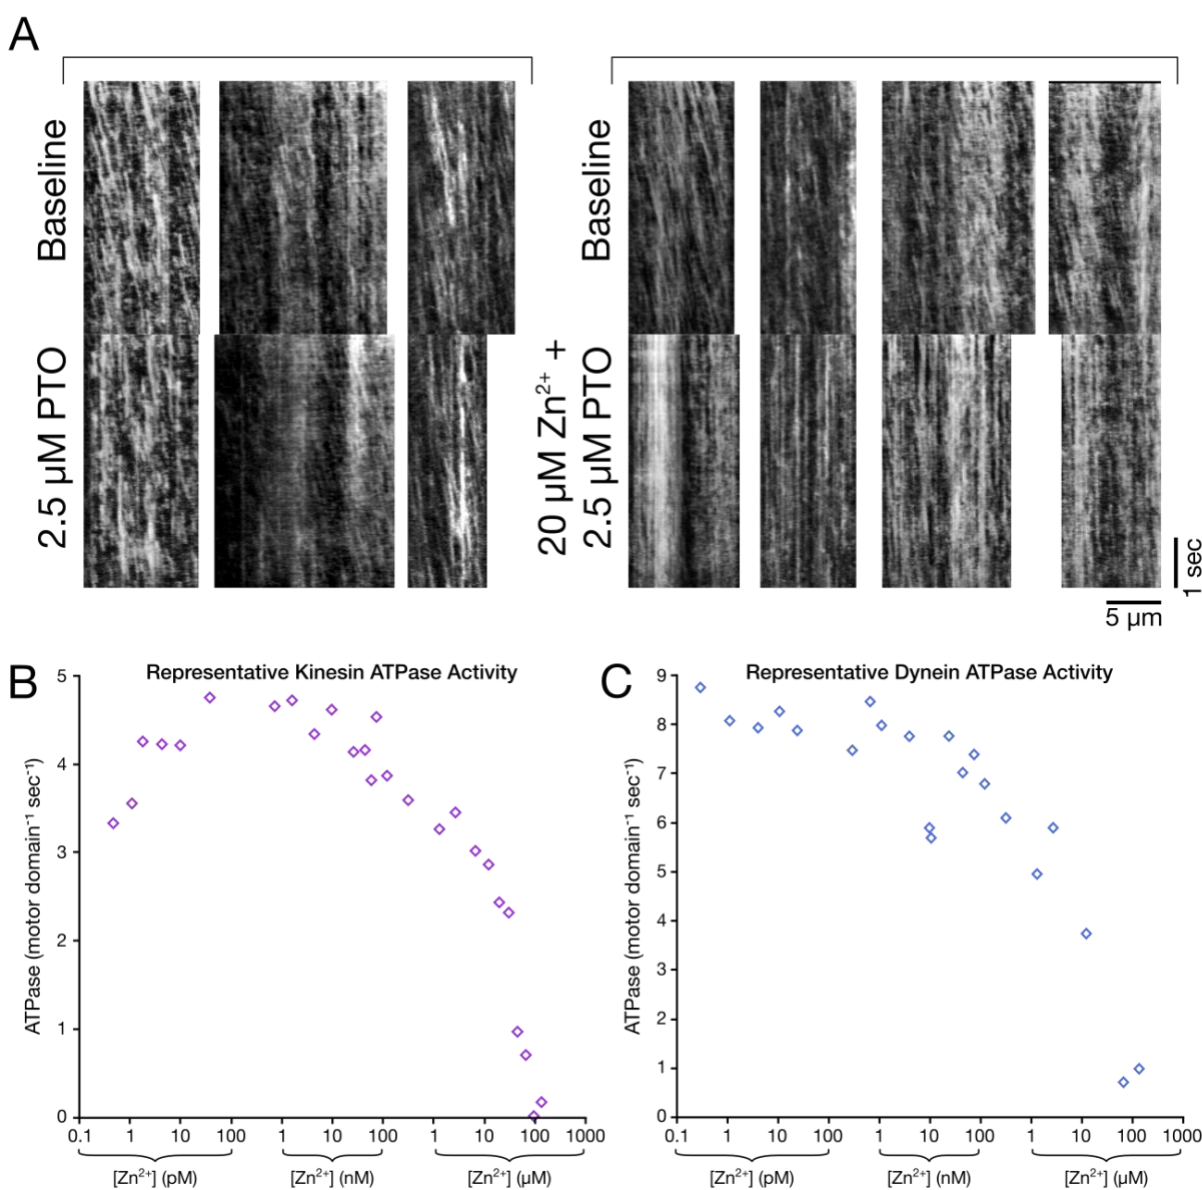 A
Baseline
2.5 µM PTO
Baseline
20 µM Zn²⁺ +
2.5 µM PTO
1 sec
5 µm
B
Representative Kinesin ATPase Activity
ATPase (motor domain⁻¹ sec⁻¹)
5
4
3
2
1
0
0.1 1 10 100 1 10 100 1 10 100 1000
[Zn²⁺] (pM) [Zn²⁺] (nM) [Zn²⁺] (µM)
C
Representative Dynein ATPase Activity
ATPase (motor domain⁻¹ sec⁻¹)
9
8
7
6
5
4
3
2
1
0
0.1 1 10 100 1 10 100 1 10 100 1000
[Zn²⁺] (pM) [Zn²⁺] (nM) [Zn²⁺] (µM)